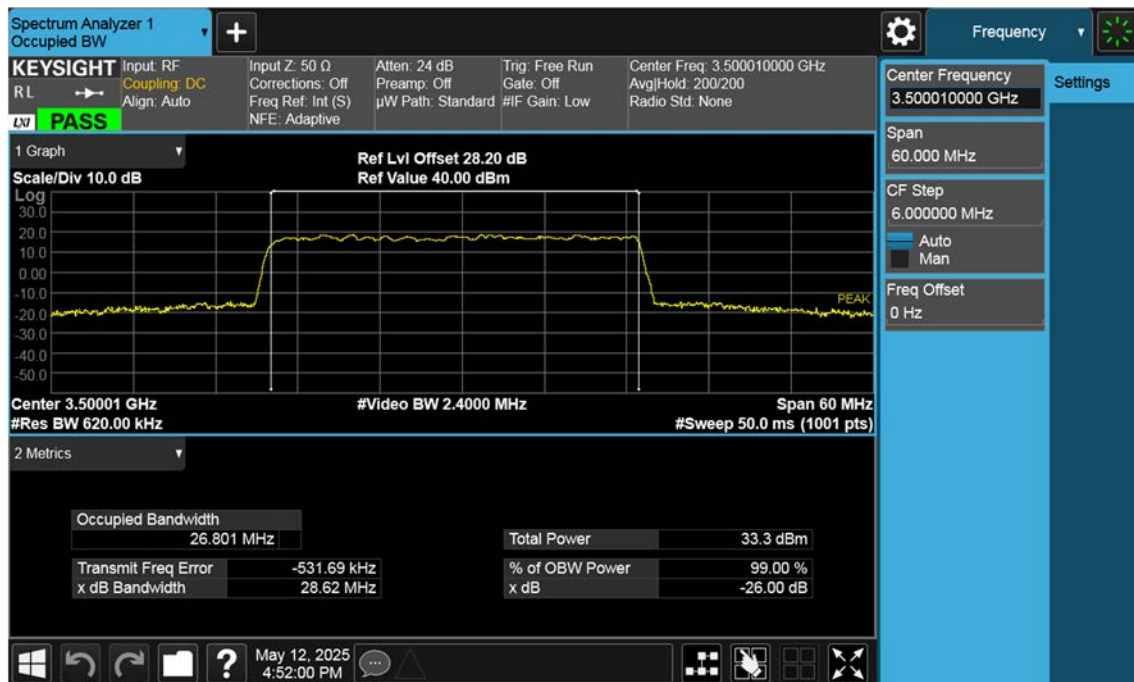 Spectrum Analyzer 1
Occupied BW
Frequency
KEYSIGHT
RL
LXI
PASS
Input: RF
Coupling: DC
Align: Auto
Input Z: 50 Ω
Corrections: Off
Freq Ref: Int (S)
NFE: Adaptive
Atten: 24 dB
Preamp: Off
µW Path: Standard
Trig: Free Run
Gate: Off
#IF Gain: Low
Center Freq: 3.500010000 GHz
Avg|Hold: 200/200
Radio Std: None
Center Frequency
3.500010000 GHz
Settings
Span
60.000 MHz
CF Step
6.000000 MHz
Auto
Man
Freq Offset
0 Hz
1 Graph
Scale/Div 10.0 dB
Ref Lvl Offset 28.20 dB
Ref Value 40.00 dBm
Log
30.0
20.0
10.0
0.00
-10.0
-20.0
-30.0
-40.0
-50.0
PEAK
Center 3.50001 GHz
#Video BW 2.4000 MHz
Span 60 MHz
#Res BW 620.00 kHz
#Sweep 50.0 ms (1001 pts)
2 Metrics
Occupied Bandwidth
26.801 MHz
Total Power 33.3 dBm
Transmit Freq Error -531.69 kHz
% of OBW Power 99.00 %
x dB Bandwidth 28.62 MHz
x dB -26.00 dB
?
May 12, 2025
4:52:00 PM